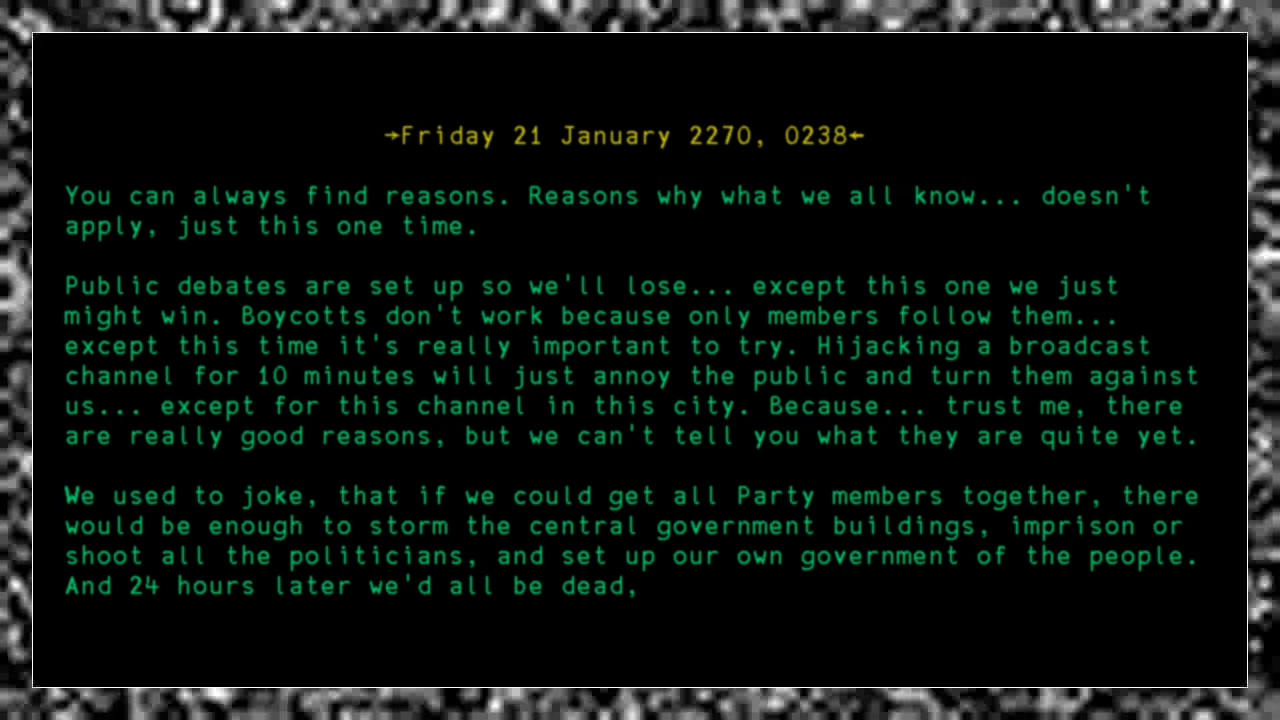 →Friday 21 January 2270, 0238←
You can always find reasons. Reasons why what we all know... doesn't
apply, just this one time.
Public debates are set up so we'll lose... except this one we just
might win. Boycotts don't work because only members follow them...
except this time it's really important to try. Hijacking a broadcast
channel for 10 minutes will just annoy the public and turn them against
us... except for this channel in this city. Because... trust me, there
are really good reasons, but we can't tell you what they are quite yet.
We used to joke, that if we could get all Party members together, there
would be enough to storm the central government buildings, imprison or
shoot all the politicians, and set up our own government of the people.
And 24 hours later we'd all be dead,